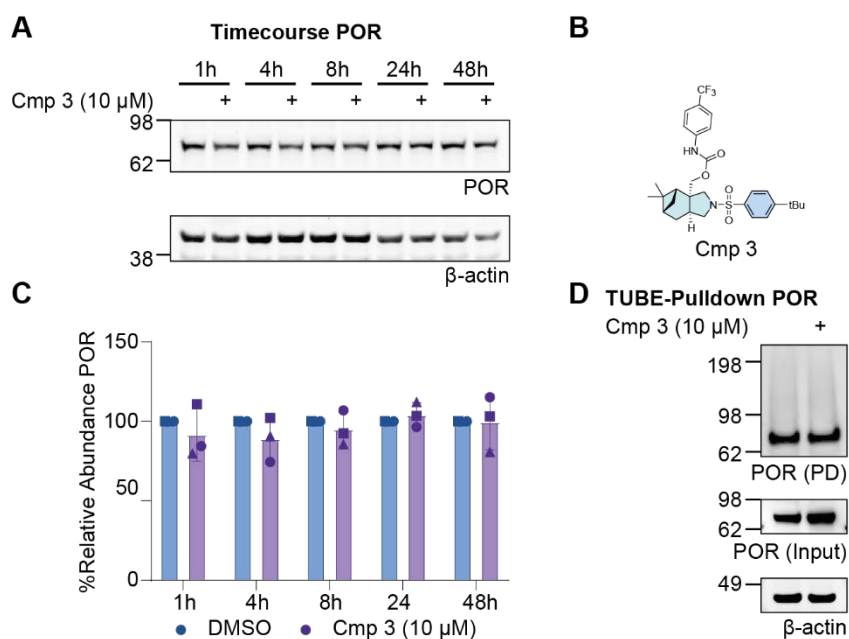 A
Timecourse POR
1h 4h 8h 24h 48h
Cmp 3 (10 µM) + + + + +
98
62
POR
38
β-actin
B
CF3
HN O
O
O
N S tBu
O
H
Cmp 3
C
150
100
50
0
%Relative Abundance POR
1h 4h 8h 24 48h
DMSO Cmp 3 (10 µM)
D TUBE-Pulldown POR
Cmp 3 (10 µM) +
198
98
62
POR (PD)
98
62
POR (Input)
49
β-actin